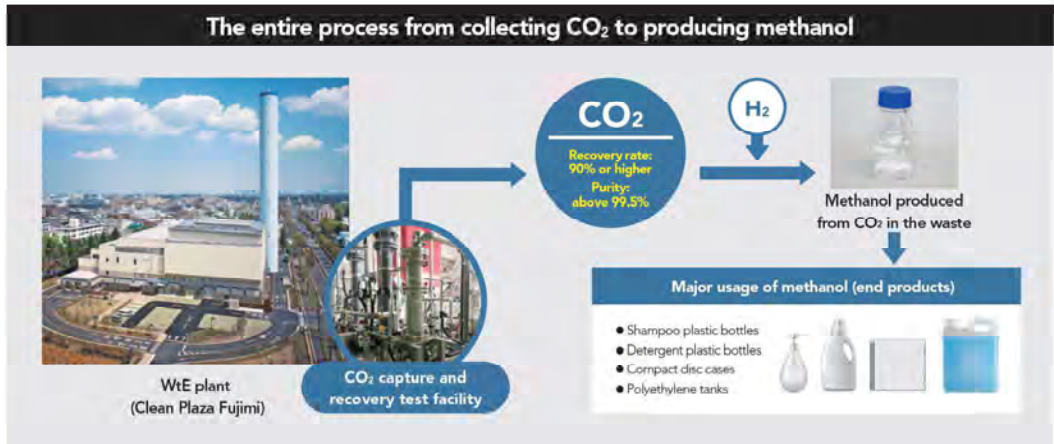 The entire process from collecting CO₂ to producing methanol
WtE plant
(Clean Plaza Fujimi)
CO₂ capture and
recovery test facility
CO₂
Recovery rate:
90% or higher
Purity:
above 99.5%
H₂
Methanol produced
from CO₂ in the waste
Major usage of methanol (end products)
● Shampoo plastic bottles
● Detergent plastic bottles
● Compact disc cases
● Polyethylene tanks